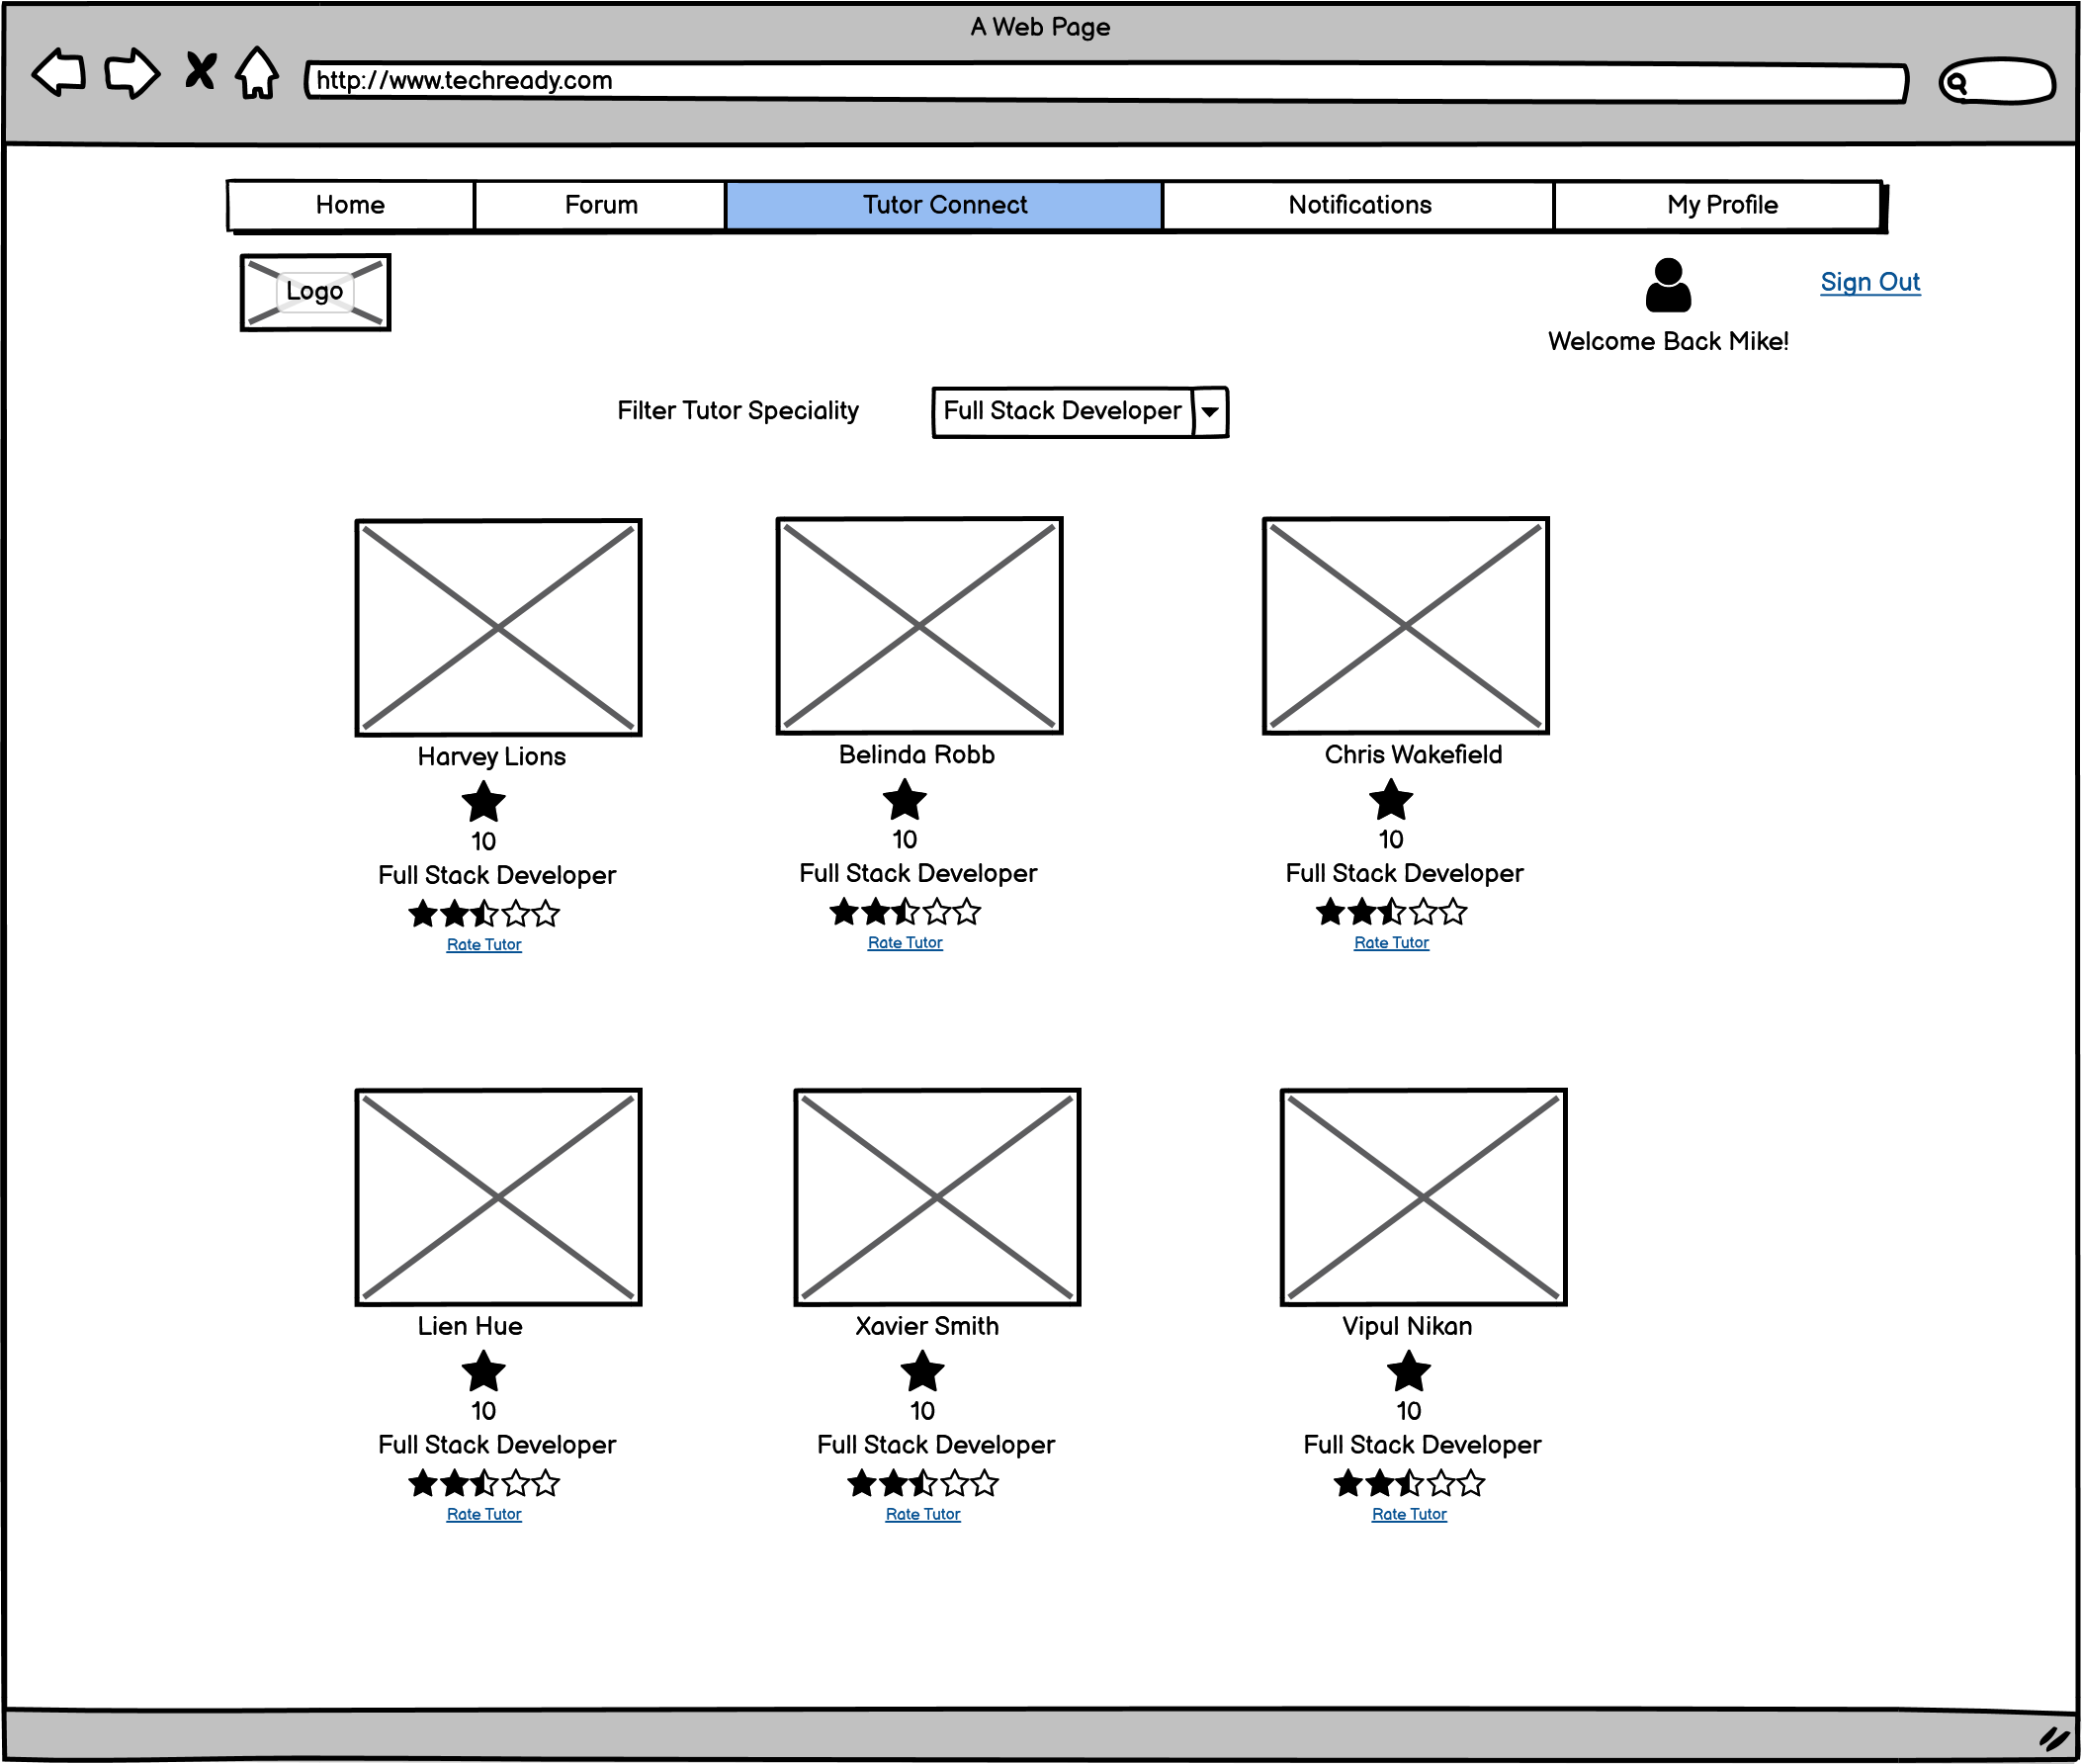 A Web Page
http://www.techready.com
Home Forum Tutor Connect Notifications My Profile
Logo
Sign Out
Welcome Back Mike!
Filter Tutor Speciality Full Stack Developer
Harvey Lions Belinda Robb Chris Wakefield
10 10 10
Full Stack Developer Full Stack Developer Full Stack Developer
Rate Tutor Rate Tutor Rate Tutor
Lien Hue Xavier Smith Vipul Nikan
10 10 10
Full Stack Developer Full Stack Developer Full Stack Developer
Rate Tutor Rate Tutor Rate Tutor